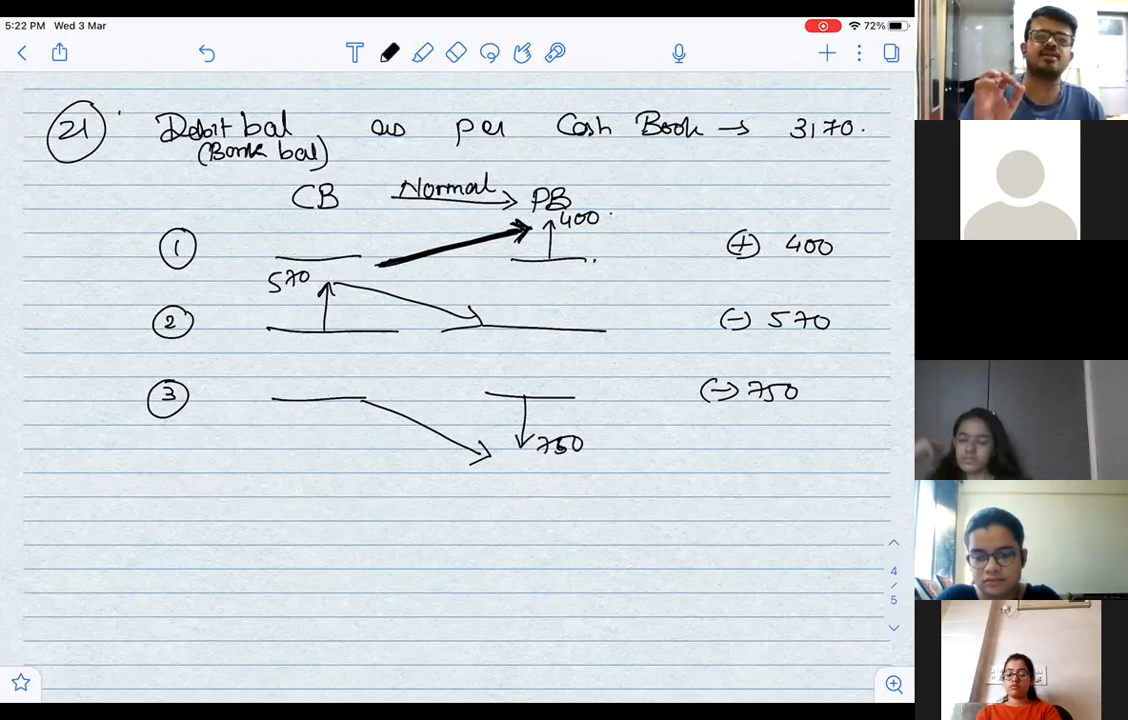 5:22 PM Wed 3 Mar
72%
T
21 Debit bal as per Cash Book → 3170.
(Bank bal)
CB Normal PB
400
1 (+) 400
570
2 (-) 570
3 (-) 750
750
4
5